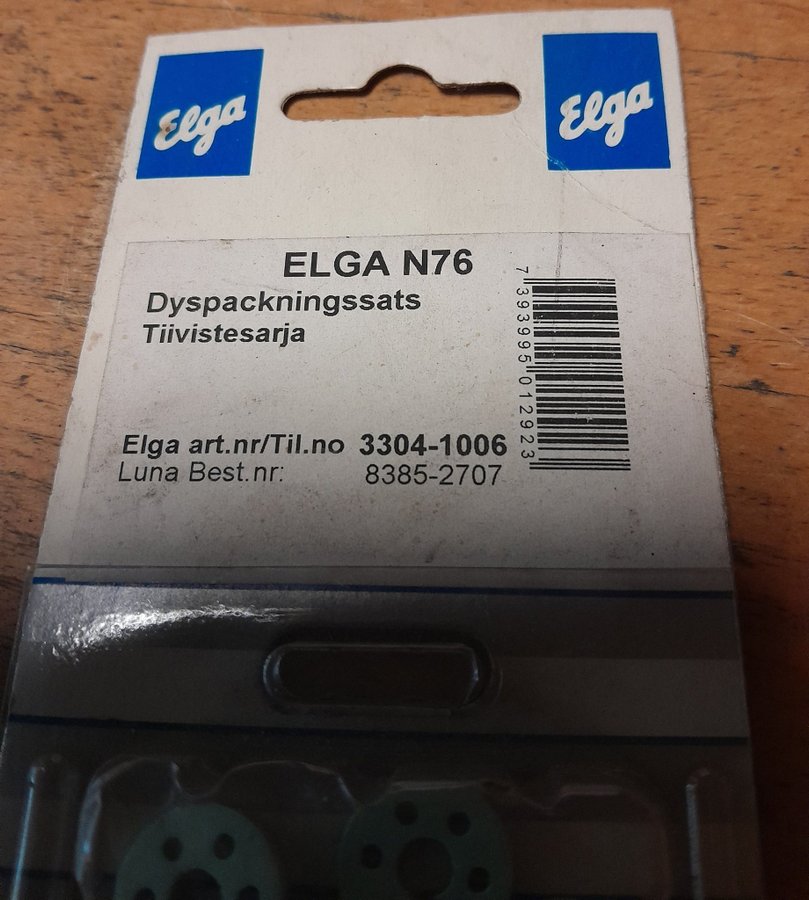 Elga
Elga
ELGA N76
Dyspackningssats
Tiivistesarja
Elga art.nr/Til.no 3304-1006
Luna Best.nr: 8385-2707
7 393995 012923